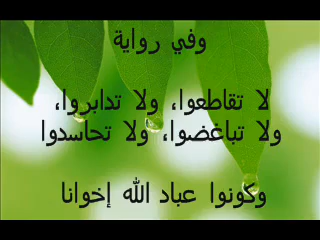 وفي رواية
لا تقاطعوا، ولا تدابروا،
ولا تباغضوا، ولا تحاسدوا
وكونوا عباد الله إخوانا